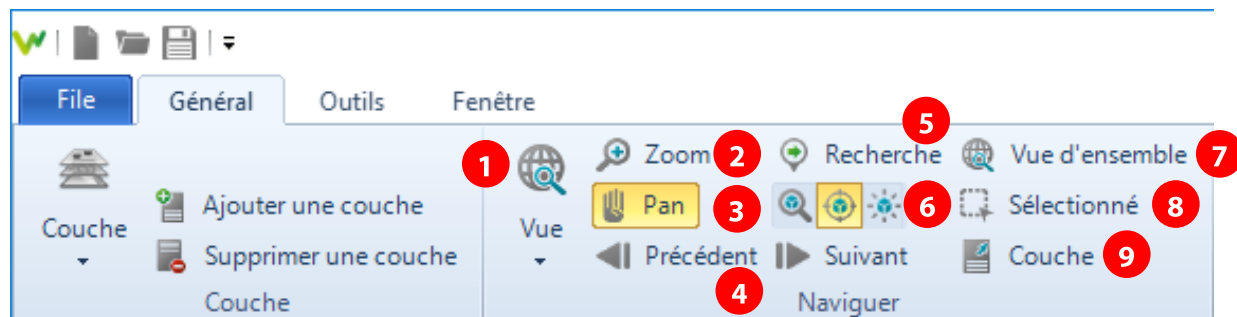 File Général Outils Fenêtre
5
1 Zoom 2 Recherche Vue d'ensemble 7
Ajouter une couche Pan 3 6 Sélectionné 8
Couche Vue
Supprimer une couche Précédent Suivant Couche 9
4
Couche Naviguer